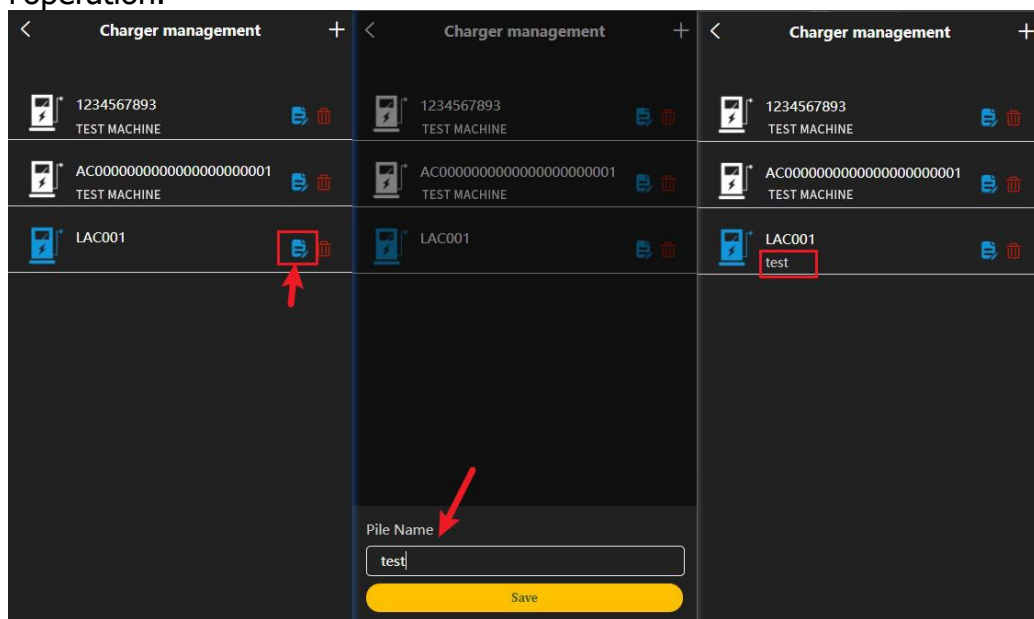 operation.
Charger management
1234567893
TEST MACHINE
AC0000000000000000000001
TEST MACHINE
LAC001
Charger management
1234567893
TEST MACHINE
AC0000000000000000000001
TEST MACHINE
LAC001
Pile Name
test
Save
Charger management
1234567893
TEST MACHINE
AC0000000000000000000001
TEST MACHINE
LAC001
test